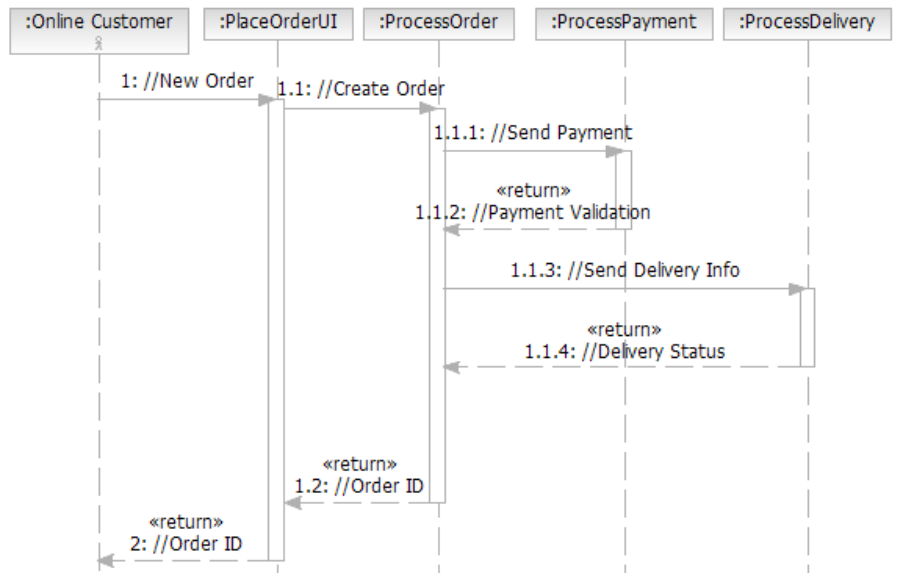 :Online Customer
:PlaceOrderUI
:ProcessOrder
:ProcessPayment
:ProcessDelivery
1: //New Order
1.1: //Create Order
1.1.1: //Send Payment
«return»
1.1.2: //Payment Validation
1.1.3: //Send Delivery Info
«return»
1.1.4: //Delivery Status
«return»
1.2: //Order ID
«return»
2: //Order ID